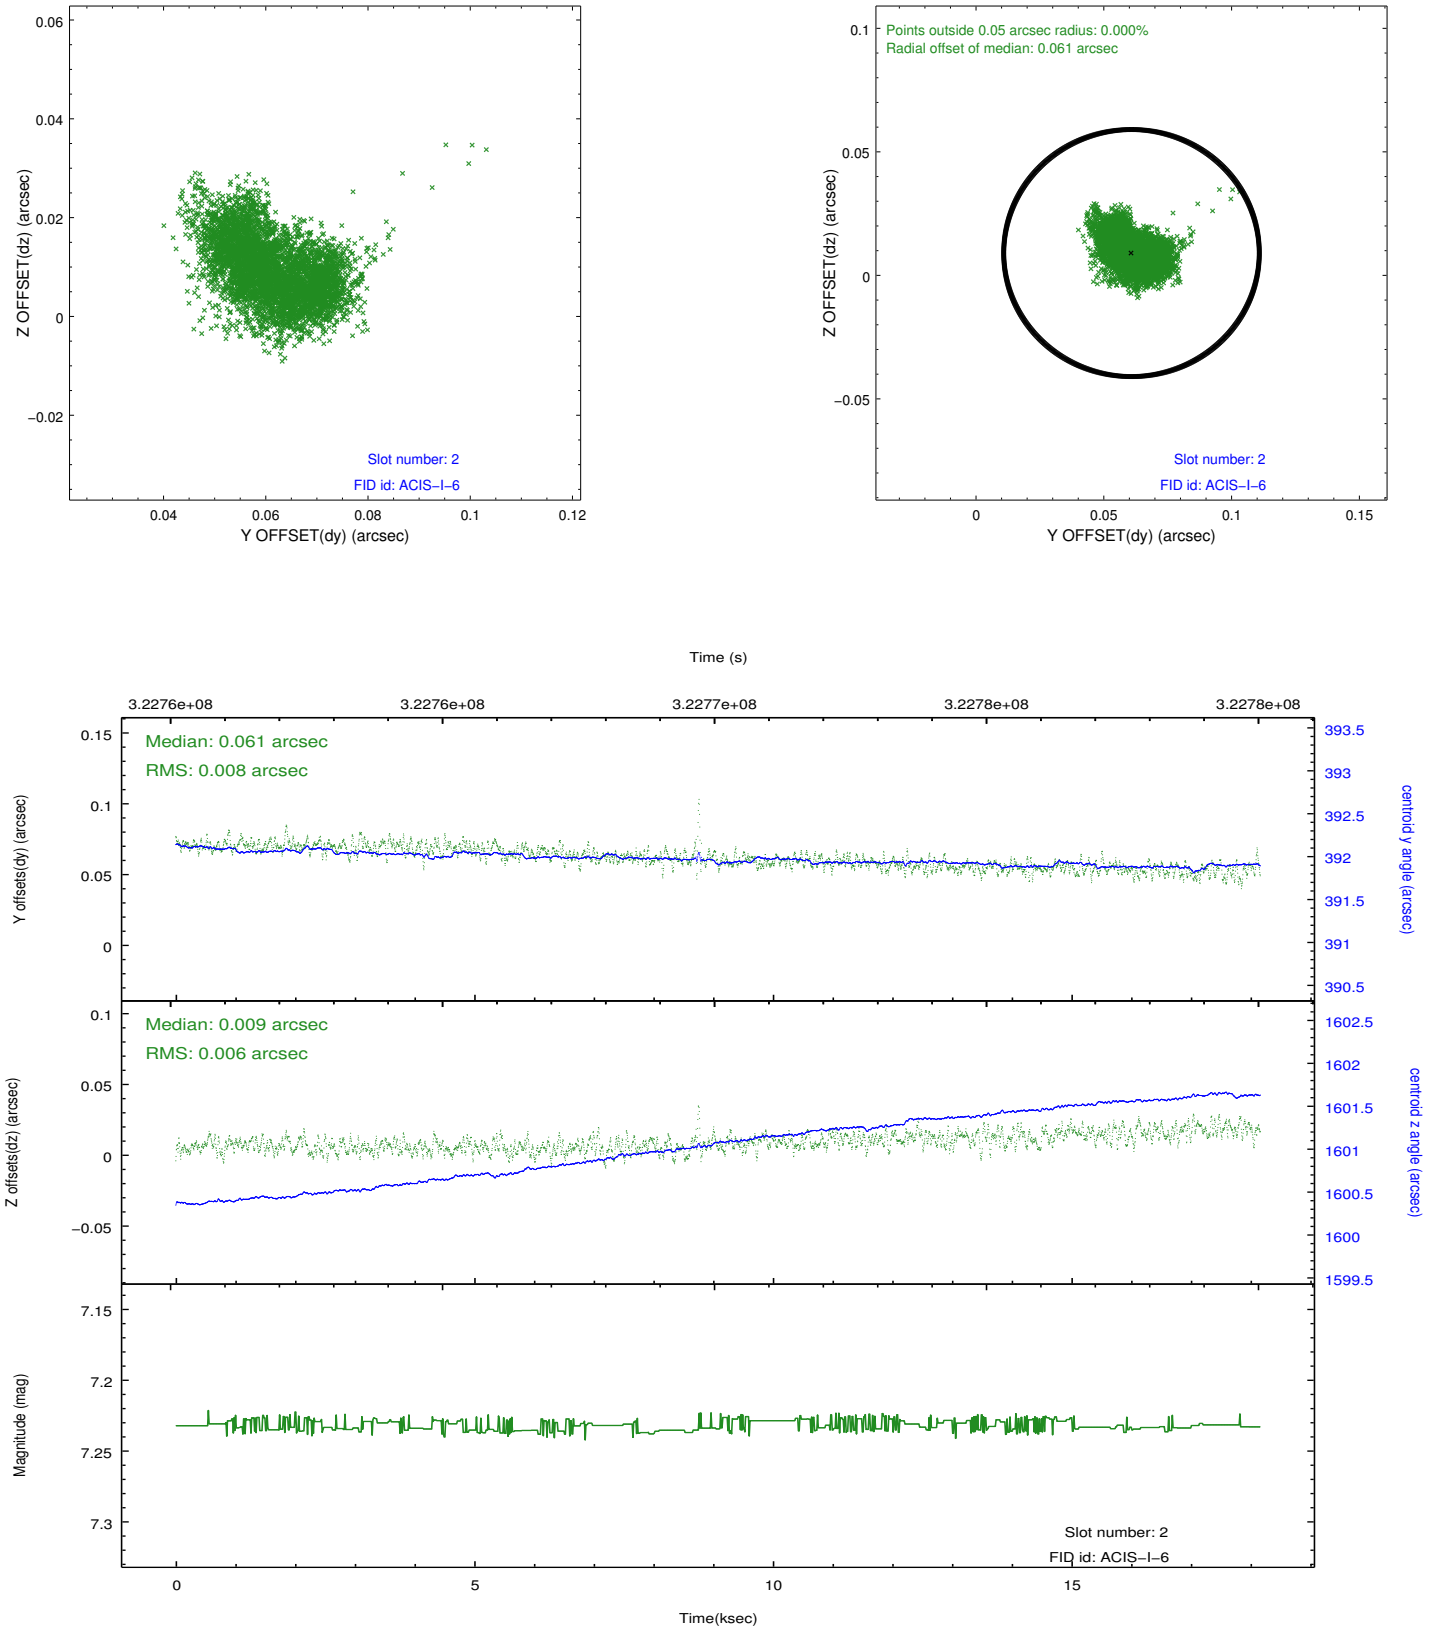 0.06
0.04
0.02
0
−0.02
Z OFFSET(dz) (arcsec)
Slot number: 2
FID id: ACIS−I−6
0.04 0.06 0.08 0.1 0.12
Y OFFSET(dy) (arcsec)
Points outside 0.05 arcsec radius: 0.000%
Radial offset of median: 0.061 arcsec
0.1
0.05
0
−0.05
Z OFFSET(dz) (arcsec)
Slot number: 2
FID id: ACIS−I−6
0 0.05 0.1 0.15
Y OFFSET(dy) (arcsec)
Time (s)
3.2276e+08 3.2276e+08 3.2277e+08 3.2278e+08 3.2278e+08
Median: 0.061 arcsec
RMS: 0.008 arcsec
0.15
0.1
0.05
0
Y offsets(dy) (arcsec)
393.5
393
392.5
392
391.5
391
390.5
centroid y angle (arcsec)
Median: 0.009 arcsec
RMS: 0.006 arcsec
0.1
0.05
0
−0.05
Z offsets(dz) (arcsec)
1602.5
1602
1601.5
1601
1600.5
1600
1599.5
centroid z angle (arcsec)
7.15
7.2
7.25
7.3
Magnitude (mag)
Slot number: 2
FID id: ACIS−I−6
0 5 10 15
Time(ksec)